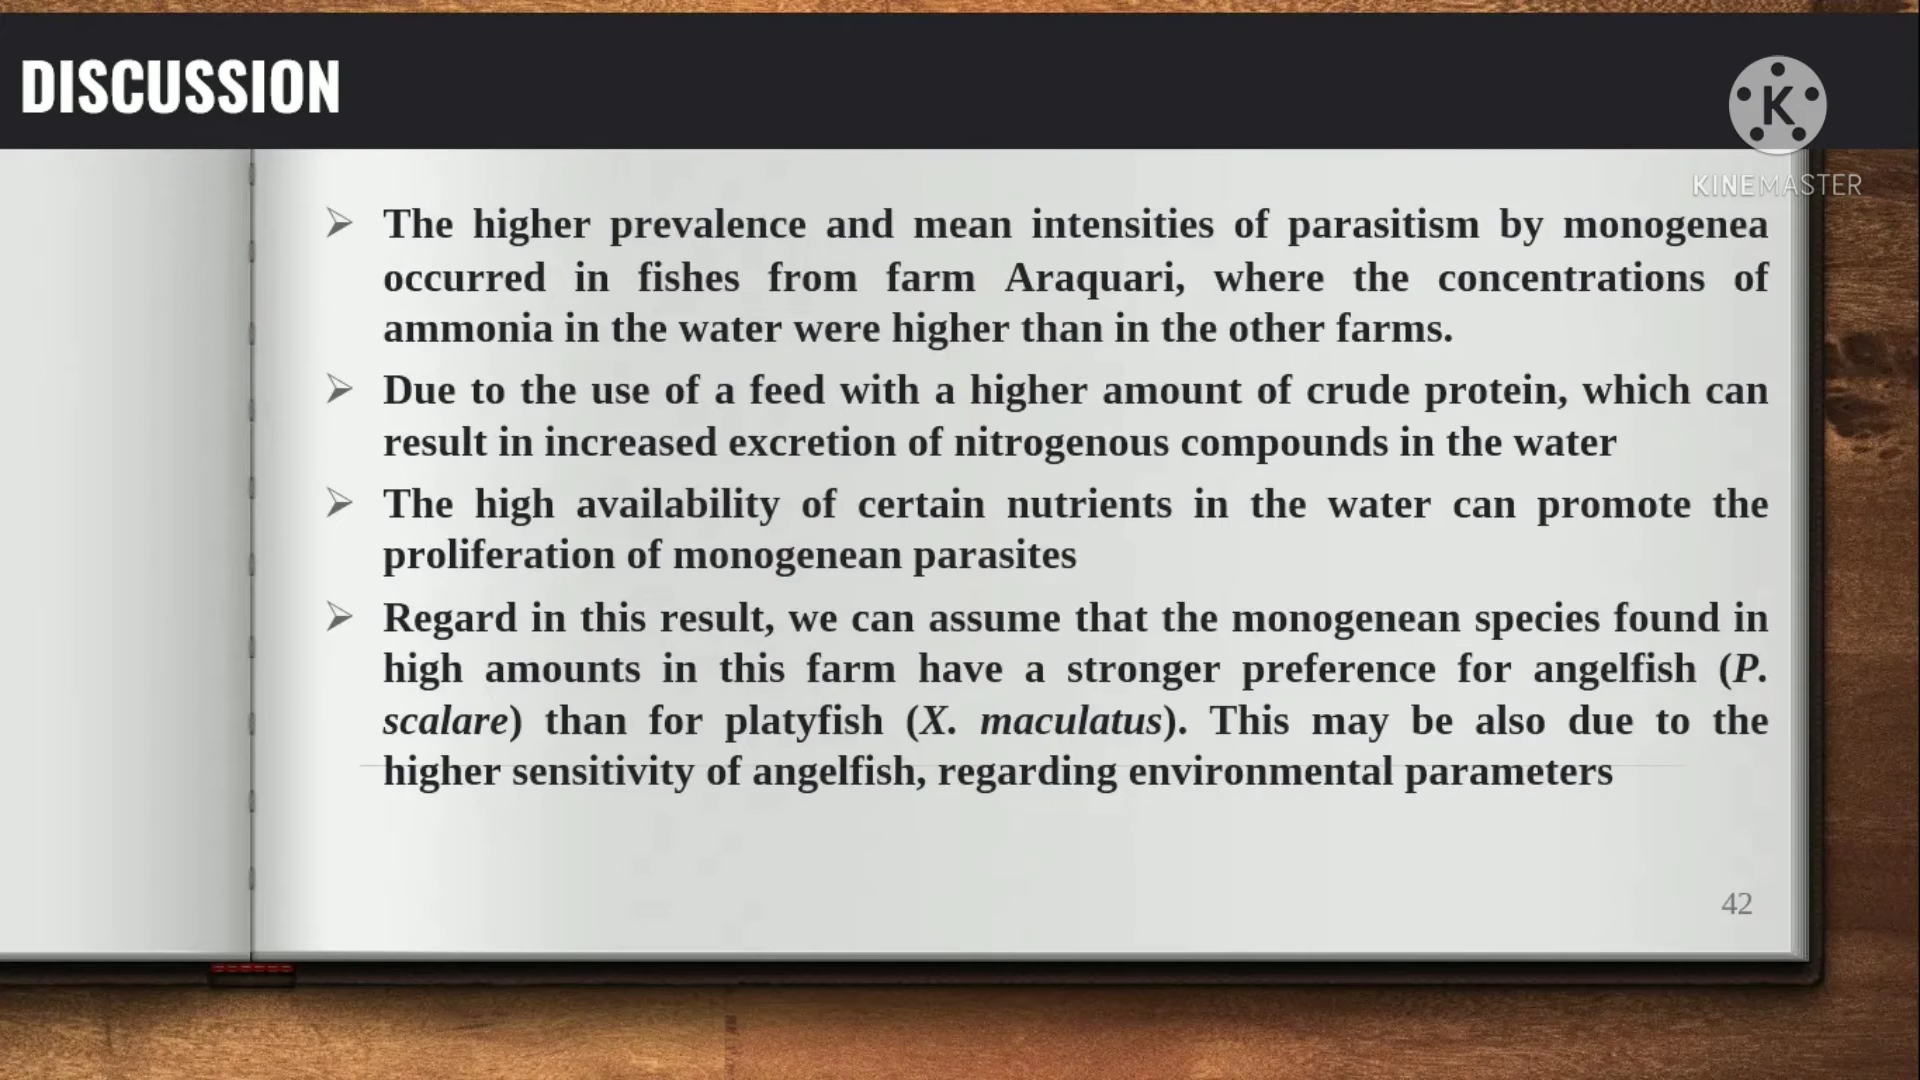 DISCUSSION
K
KINEMASTER
The higher prevalence and mean intensities of parasitism by monogenea
occurred in fishes from farm Araquari, where the concentrations of
ammonia in the water were higher than in the other farms.
Due to the use of a feed with a higher amount of crude protein, which can
result in increased excretion of nitrogenous compounds in the water
The high availability of certain nutrients in the water can promote the
proliferation of monogenean parasites
Regard in this result, we can assume that the monogenean species found in
high amounts in this farm have a stronger preference for angelfish (P.
scalare) than for platyfish (X. maculatus). This may be also due to the
higher sensitivity of angelfish, regarding environmental parameters
42